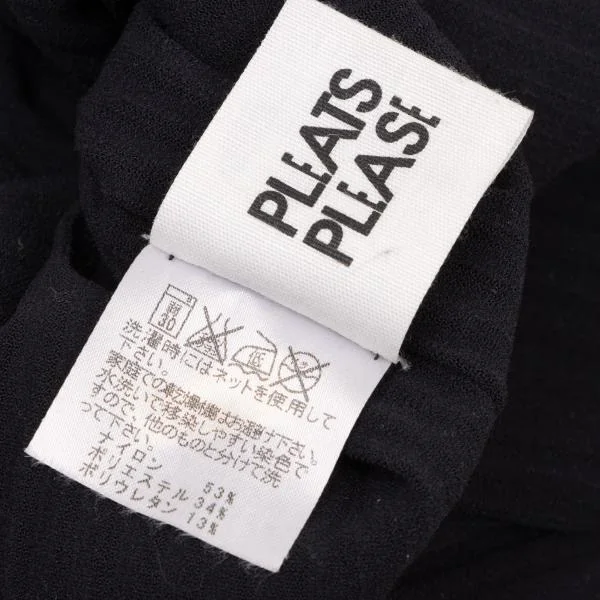 PLEATS
PLEASE
弱
30
低
洗濯時にはネットを使用して
下さい。
家庭での乾燥機はお避け下さい。
水洗いで移染しやすい染色で
すので、他のものと分けて洗
って下さい。
ナイロン 53%
ポリエステル 34%
ポリウレタン 13%